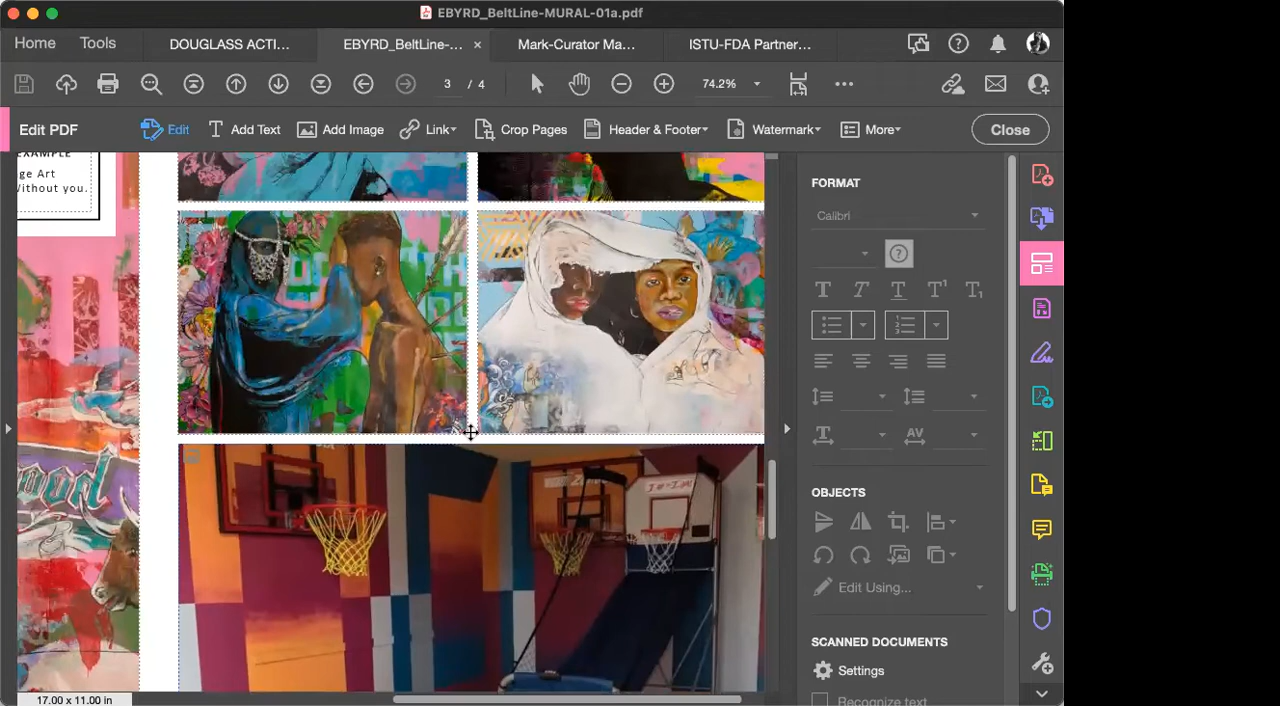 EBYRD_BeltLine-MURAL-01a.pdf
Home
Tools
DOUGLASS ACTI...
EBYRD_BeltLine-...
Mark-Curator Ma...
ISTU-FDA Partner...
3 / 4
74.2%
Edit PDF
Edit
Add Text
Add Image
Link
Crop Pages
Header & Footer
Watermark
More
Close
EXAMPLE
ge Art
Without you.
FORMAT
Calibri
OBJECTS
Edit Using...
SCANNED DOCUMENTS
Settings
Recognize text
17.00 x 11.00 in